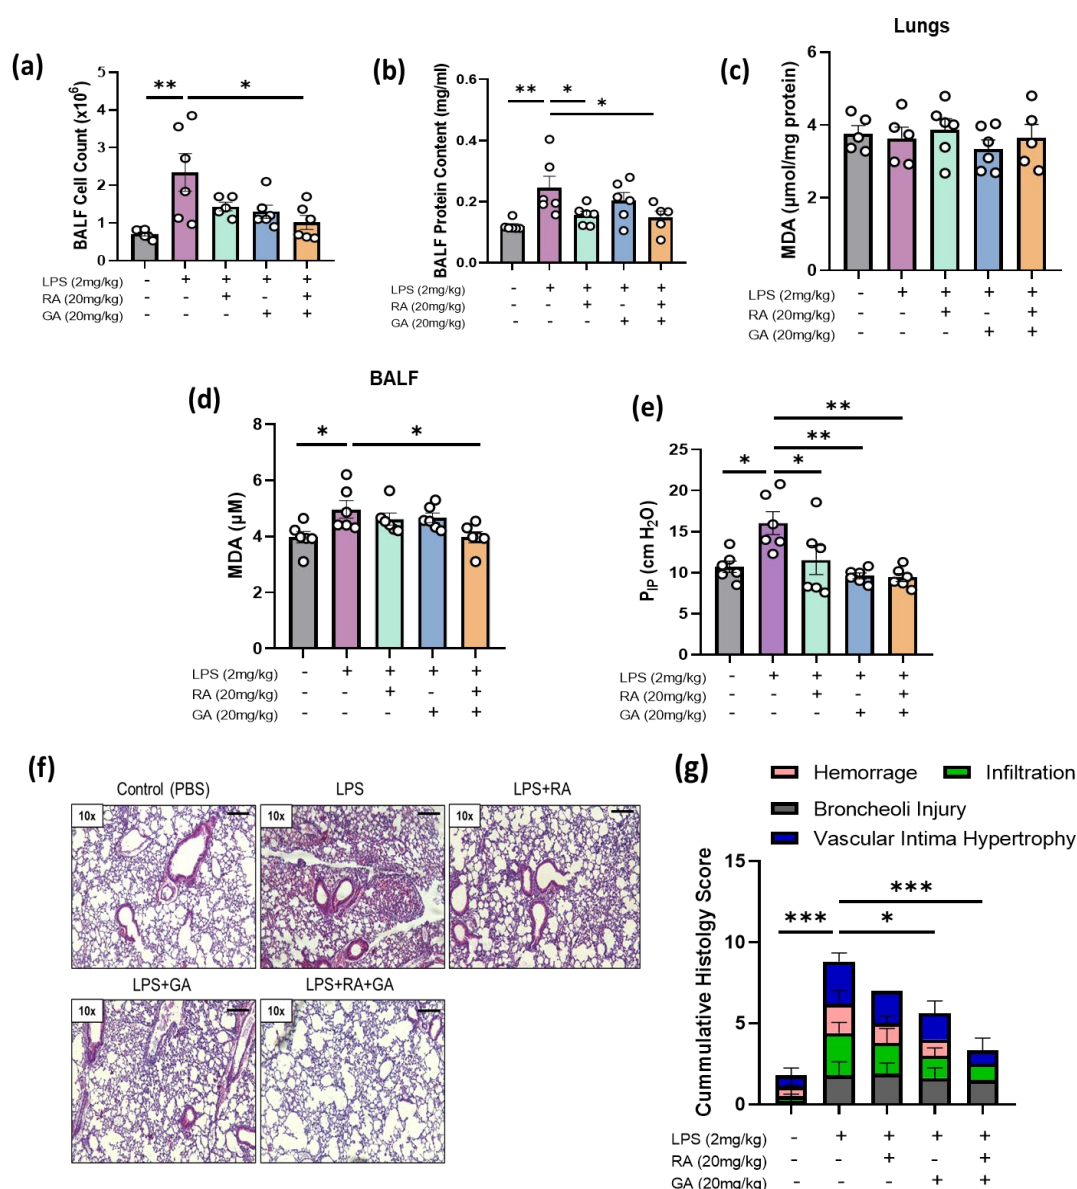 (a)
BALF Cell Count (x10⁶)
5
4
3
2
1
0
** *
LPS (2mg/kg) - + + + +
RA (20mg/kg) - - + - +
GA (20mg/kg) - - - + +
(b)
BALF Protein Content (mg/ml)
0.6
0.4
0.2
0.0
** *
*
LPS (2mg/kg) - + + + +
RA (20mg/kg) - - + - +
GA (20mg/kg) - - - + +
(c)
Lungs
MDA (µmol/mg protein)
6
4
2
0
LPS (2mg/kg) - + + + +
RA (20mg/kg) - - + - +
GA (20mg/kg) - - - + +
(d)
BALF
MDA (µM)
8
6
4
2
0
* *
LPS (2mg/kg) - + + + +
RA (20mg/kg) - - + - +
GA (20mg/kg) - - - + +
(e)
P_IP (cm H₂O)
25
20
15
10
5
0
**
**
* *
LPS (2mg/kg) - + + + +
RA (20mg/kg) - - + - +
GA (20mg/kg) - - - + +
(f)
Control (PBS) LPS LPS+RA
10x 10x 10x
LPS+GA LPS+RA+GA
10x 10x
(g)
Hemorrage Infiltration
Broncheoli Injury
Vascular Intima Hypertrophy
Cummulative Histolgy Score
15
10
5
0
***
*** *
LPS (2mg/kg) - + + + +
RA (20mg/kg) - - + - +
GA (20mg/kg) - - - + +